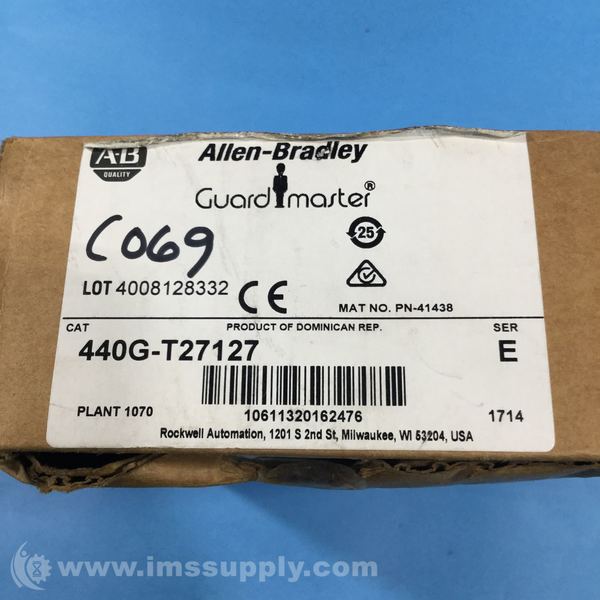 AB
QUALITY
Allen-Bradley
Guardmaster®
C069
25
LOT 4008128332 CE
MAT NO. PN-41438
CAT PRODUCT OF DOMINICAN REP. SER
440G-T27127 E
PLANT 1070 10611320162476 1714
Rockwell Automation, 1201 S 2nd St, Milwaukee, WI 53204, USA
www.imssupply.com